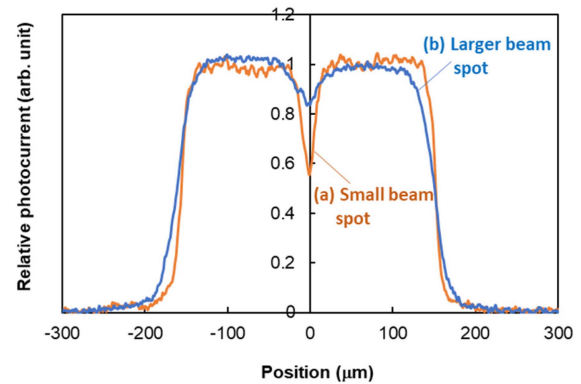 1.2
1
0.8
0.6
0.4
0.2
0
-300 -200 -100 0 100 200 300
Relative photocurrent (arb. unit)
Position (μm)
(b) Larger beam
spot
(a) Small beam
spot